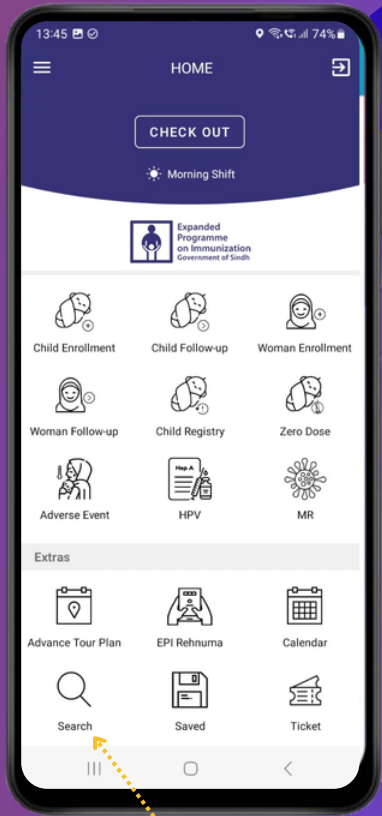 13:45 74%
HOME
CHECK OUT
Morning Shift
Expanded
Programme
on Immunization
Government of Sindh
Child Enrollment Child Follow-up Woman Enrollment
Woman Follow-up Child Registry Zero Dose
Hep A
Adverse Event HPV MR
Extras
Advance Tour Plan EPI Rehnuma Calendar
Search Saved Ticket